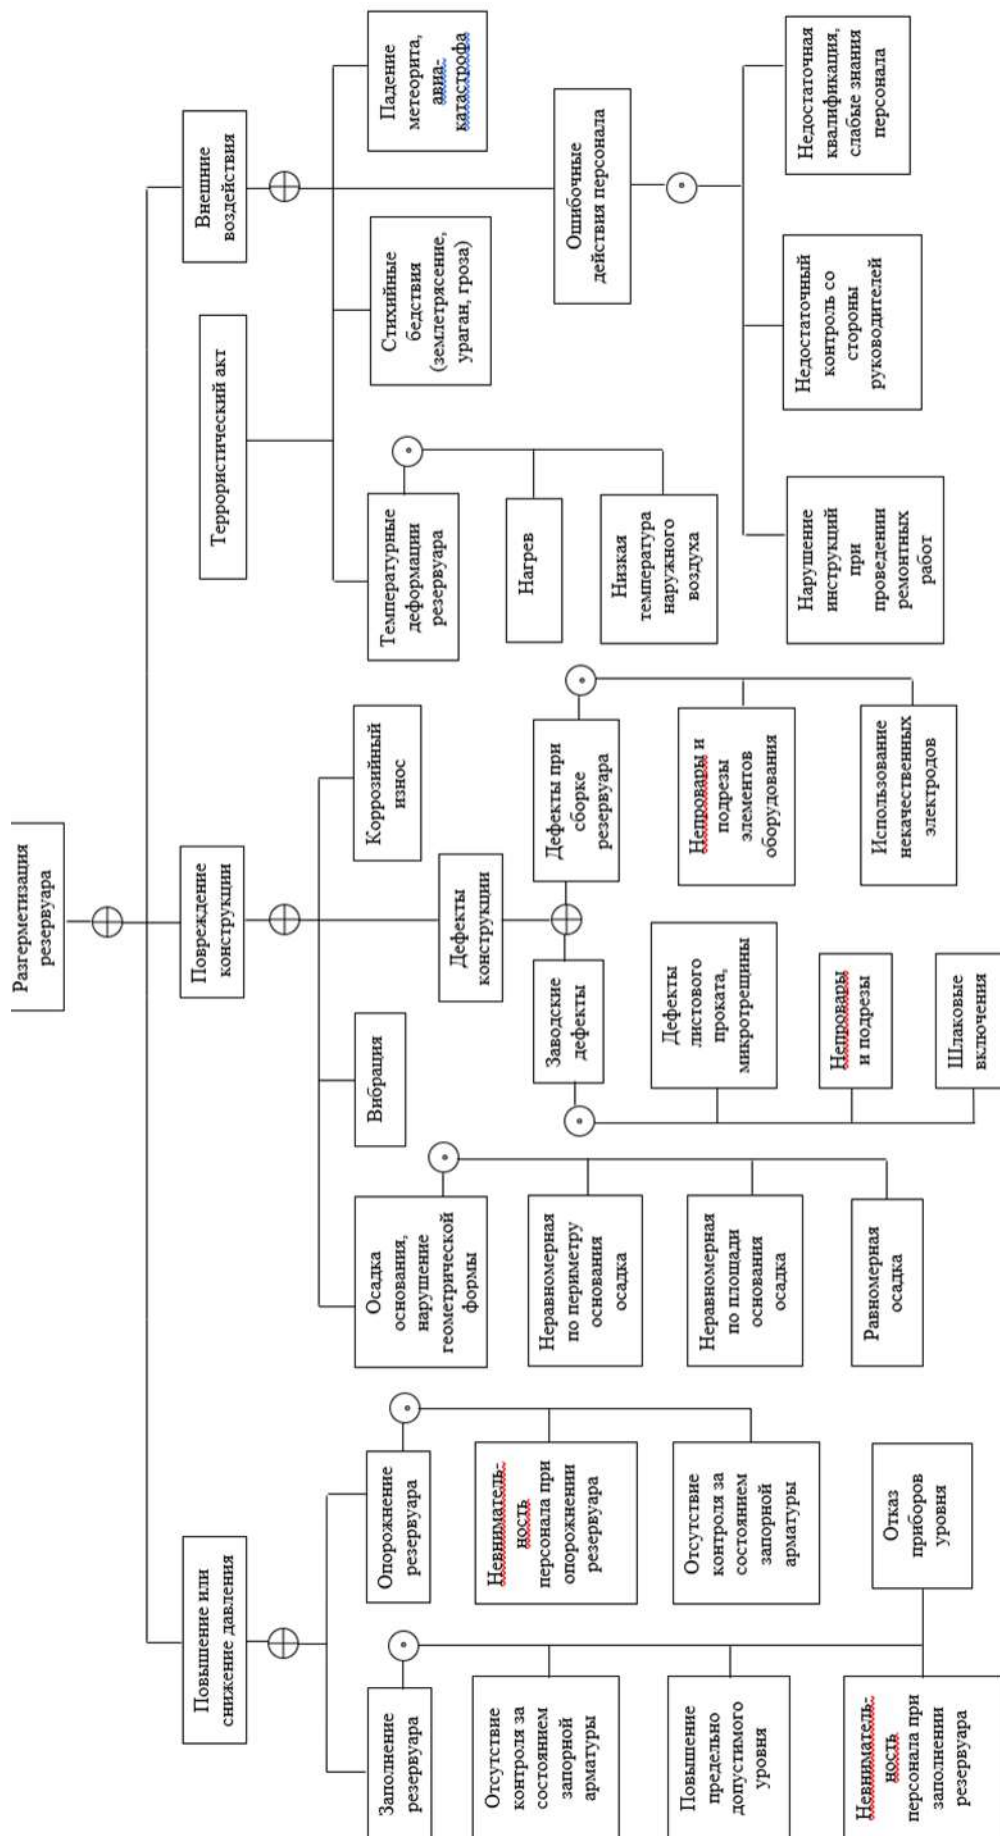 Разгерметизация
резервуара
Повышение или
снижение давления
Повреждение
конструкции
Террористический акт
Внешние
воздействия
Заполнение
резервуара
Опорожнение
резервуара
Осадка
основания,
нарушение
геометрической
формы
Вибрация
Коррозийный
износ
Температурные
деформации
резервуара
Стихийные
бедствия
(землетрясение,
ураган, гроза)
Падение
метеорита,
авиа-
катастрофа
Дефекты
конструкции
Отсутствие
контроля за
состоянием
запорной
арматуры
Невниматель-
ность
персонала при
опорожнении
резервуара
Неравномерная
по периметру
основания
осадка
Заводские
дефекты
Дефекты при
сборке
резервуара
Нагрев
Ошибочные
действия персонала
Повышение
предельно
допустимого
уровня
Отсутствие
контроля за
состоянием
запорной
арматуры
Неравномерная
по площади
основания
осадка
Дефекты
листового
проката,
микротрещины
Непровары и
подрезы
элементов
оборудования
Низкая
температура
наружного
воздуха
Невниматель-
ность
персонала при
заполнении
резервуара
Отказ
приборов
уровня
Равномерная
осадка
Непровары
и подрезы
Шлаковые
включения
Использование
некачественных
электродов
Нарушение
инструкций
при
проведении
ремонтных
работ
Недостаточный
контроль со
стороны
руководителей
Недостаточная
квалификация,
слабые знания
персонала